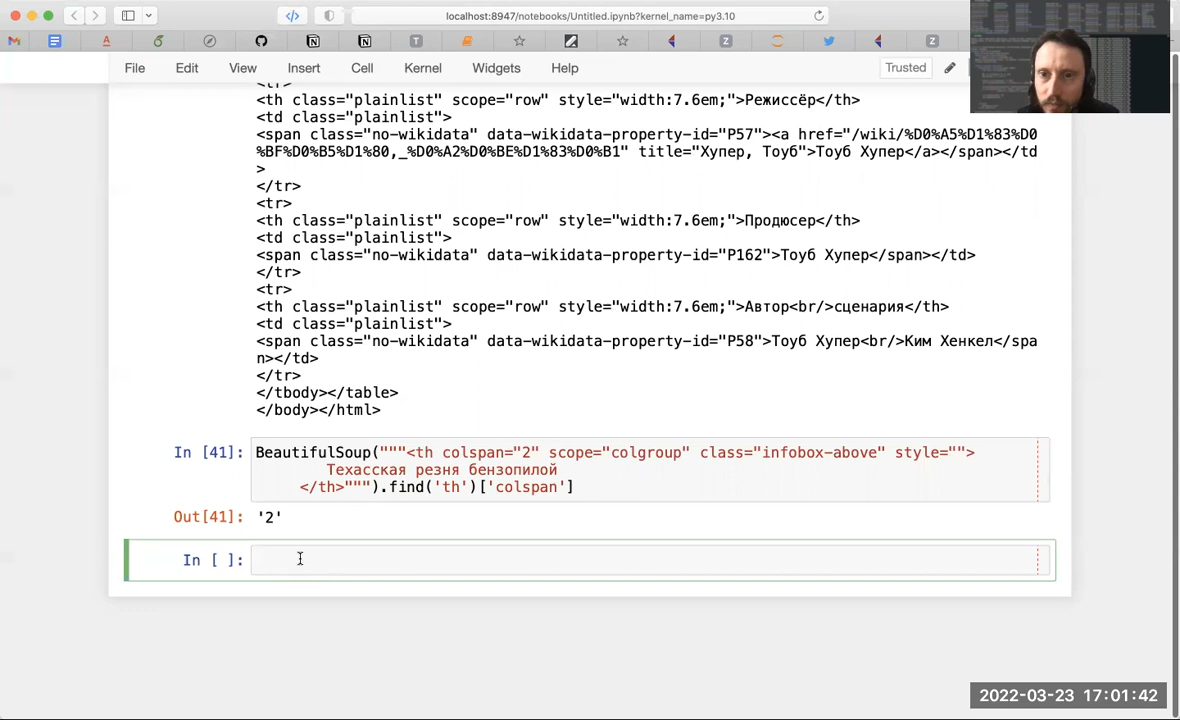 localhost:8947/notebooks/Untitled.ipynb?kernel_name=py3.10
File Edit View Insert Cell Kernel Widgets Help Trusted
<th class="plainlist" scope="row" style="width:7.6em;">Режиссёр</th>
<td class="plainlist">
<span class="no-wikidata" data-wikidata-property-id="P57"><a href="/wiki/%D0%A5%D1%83%D0
%BF%D0%B5%D1%80,_%D0%A2%D0%BE%D1%83%D0%B1" title="Хупер, Тоуб">Тоуб Хупер</a></span></td
>
</tr>
<tr>
<th class="plainlist" scope="row" style="width:7.6em;">Продюсер</th>
<td class="plainlist">
<span class="no-wikidata" data-wikidata-property-id="P162">Тоуб Хупер</span></td>
</tr>
<tr>
<th class="plainlist" scope="row" style="width:7.6em;">Автор<br/>сценария</th>
<td class="plainlist">
<span class="no-wikidata" data-wikidata-property-id="P58">Тоуб Хупер<br/>Ким Хенкел</spa
n></td>
</tr>
</tbody></table>
</body></html>
In [41]: BeautifulSoup("""<th colspan="2" scope="colgroup" class="infobox-above" style="">
Техасская резня бензопилой
</th>""").find('th')['colspan']
Out[41]: '2'
In [ ]:
2022-03-23 17:01:42